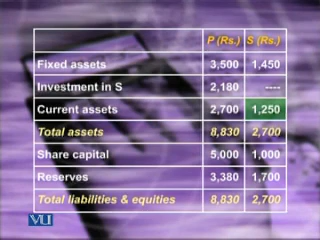 P (Rs.) S (Rs.)
Fixed assets 3,500 1,450
Investment in S 2,180 ----
Current assets 2,700 1,250
Total assets 8,830 2,700
Share capital 5,000 1,000
Reserves 3,380 1,700
Total liabilities & equities 8,830 2,700
VU